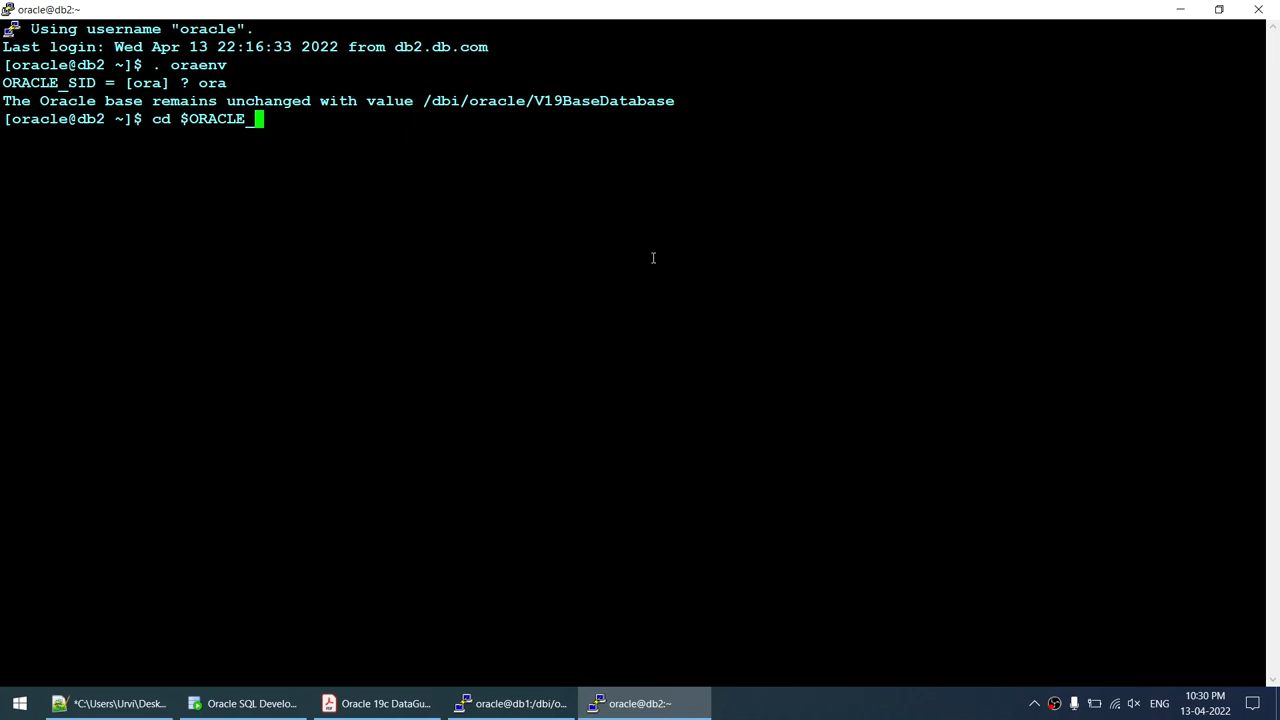 oracle@db2:~
Using username "oracle".
Last login: Wed Apr 13 22:16:33 2022 from db2.db.com
[oracle@db2 ~]$ . oraenv
ORACLE_SID = [ora] ? ora
The Oracle base remains unchanged with value /dbi/oracle/V19BaseDatabase
[oracle@db2 ~]$ cd $ORACLE_
*C:\Users\Urvi\Desk...
Oracle SQL Develo...
Oracle 19c DataGu...
oracle@db1:/dbi/o...
oracle@db2:~
ENG
10:30 PM
13-04-2022